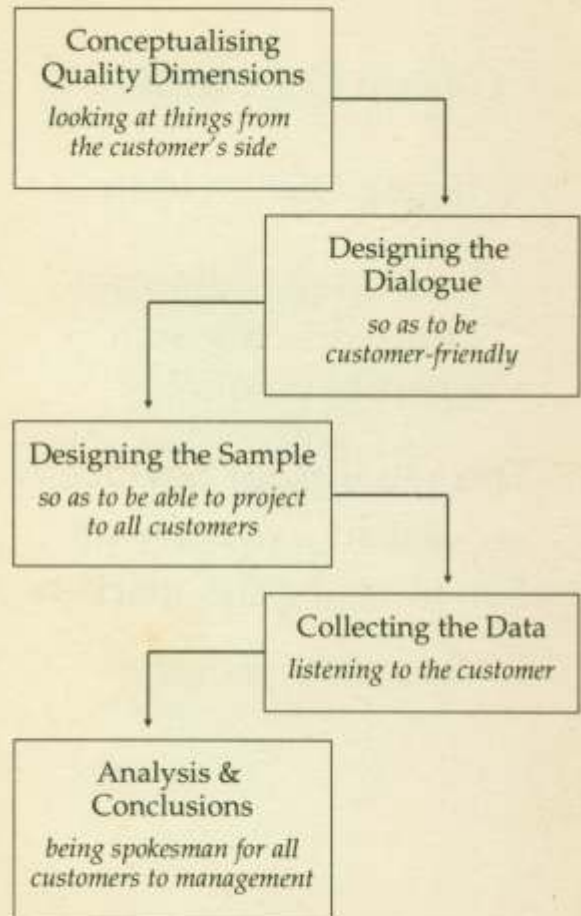 Conceptualising
Quality Dimensions
looking at things from
the customer's side
Designing the
Dialogue
so as to be
customer-friendly
Designing the Sample
so as to be able to project
to all customers
Collecting the Data
listening to the customer
Analysis &
Conclusions
being spokesman for all
customers to management